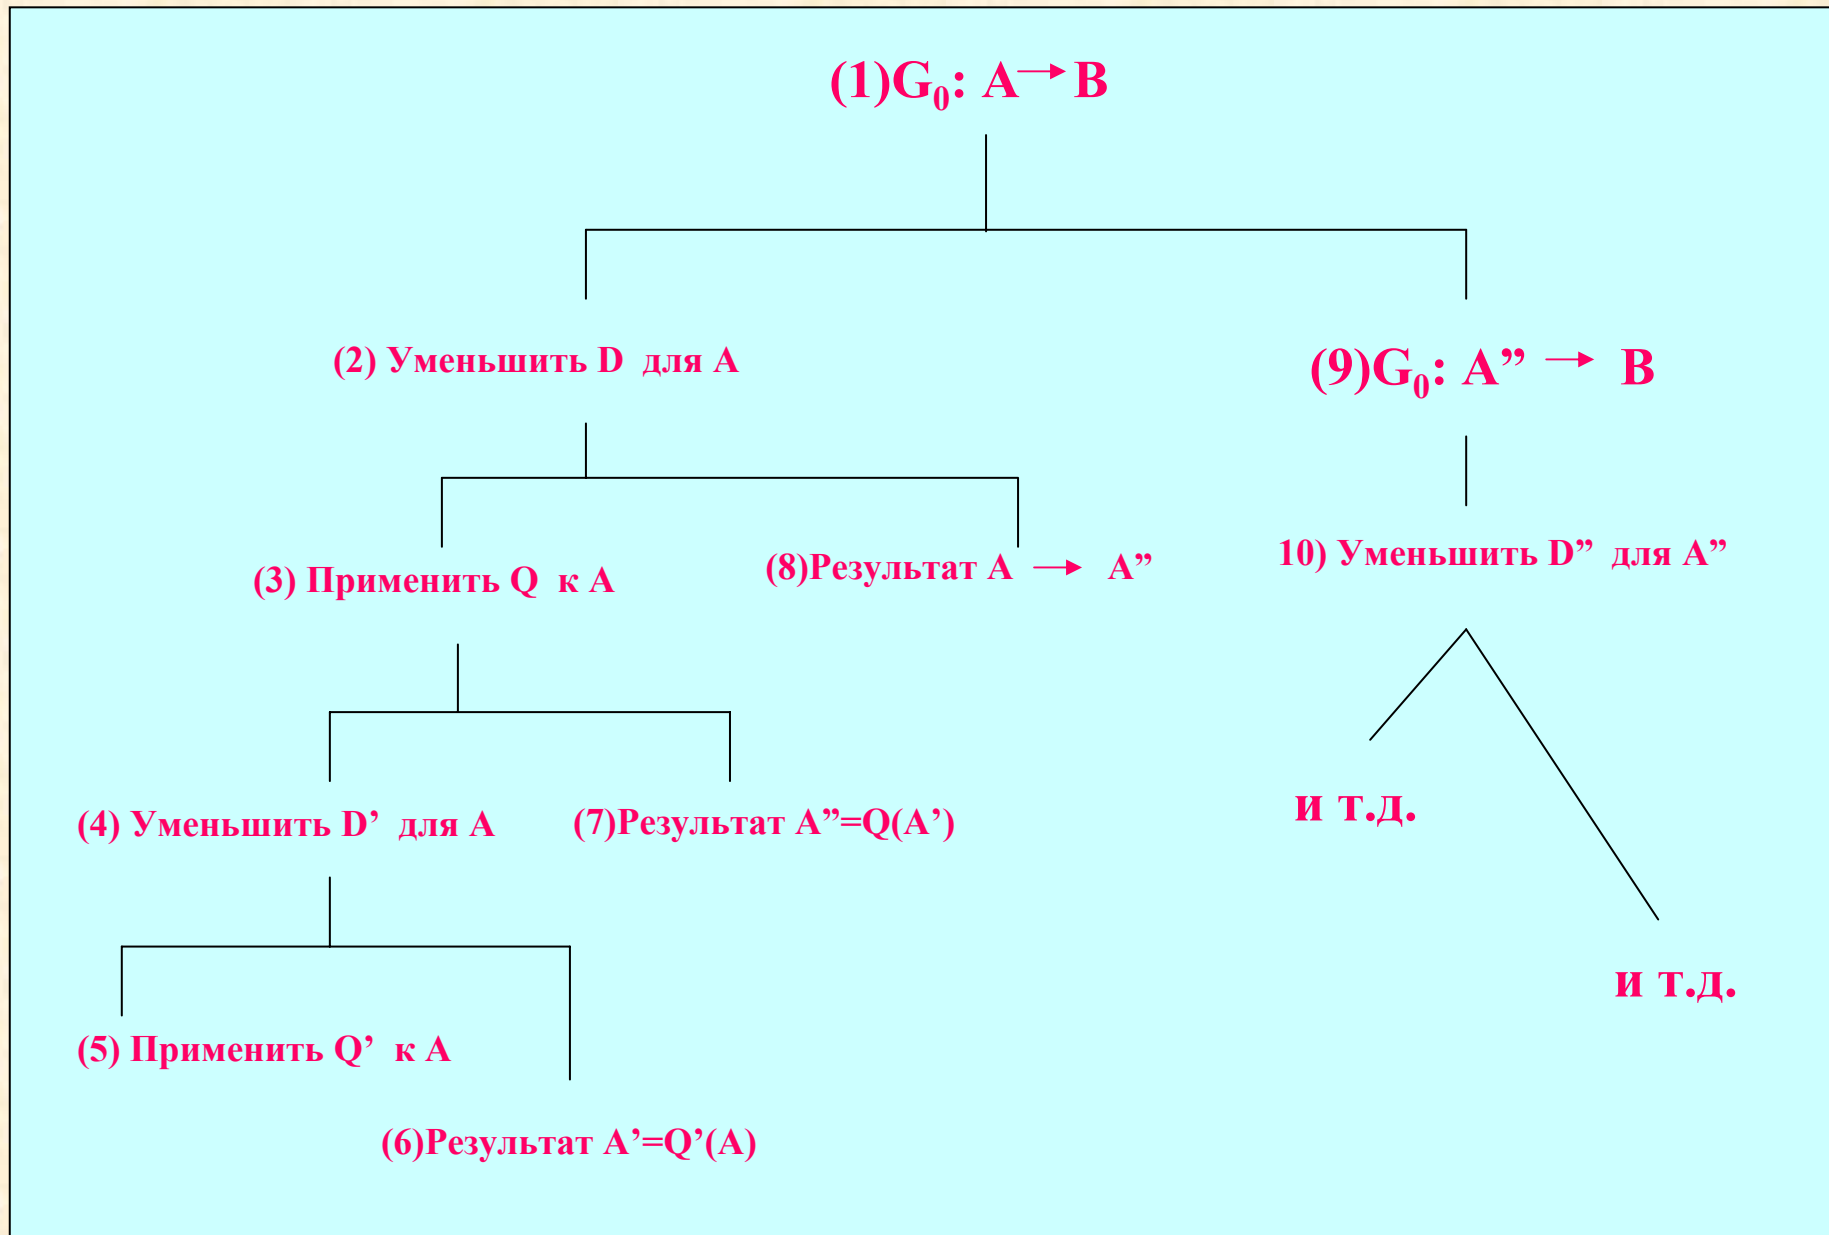 (1)G₀: A → B
(2) Уменьшить D для A
(9)G₀: A” → B
(3) Применить Q к A
(8)Результат A → A”
10) Уменьшить D” для A”
(4) Уменьшить D’ для A
(7)Результат A”=Q(A’)
и т.д.
и т.д.
(5) Применить Q’ к A
(6)Результат A’=Q’(A)